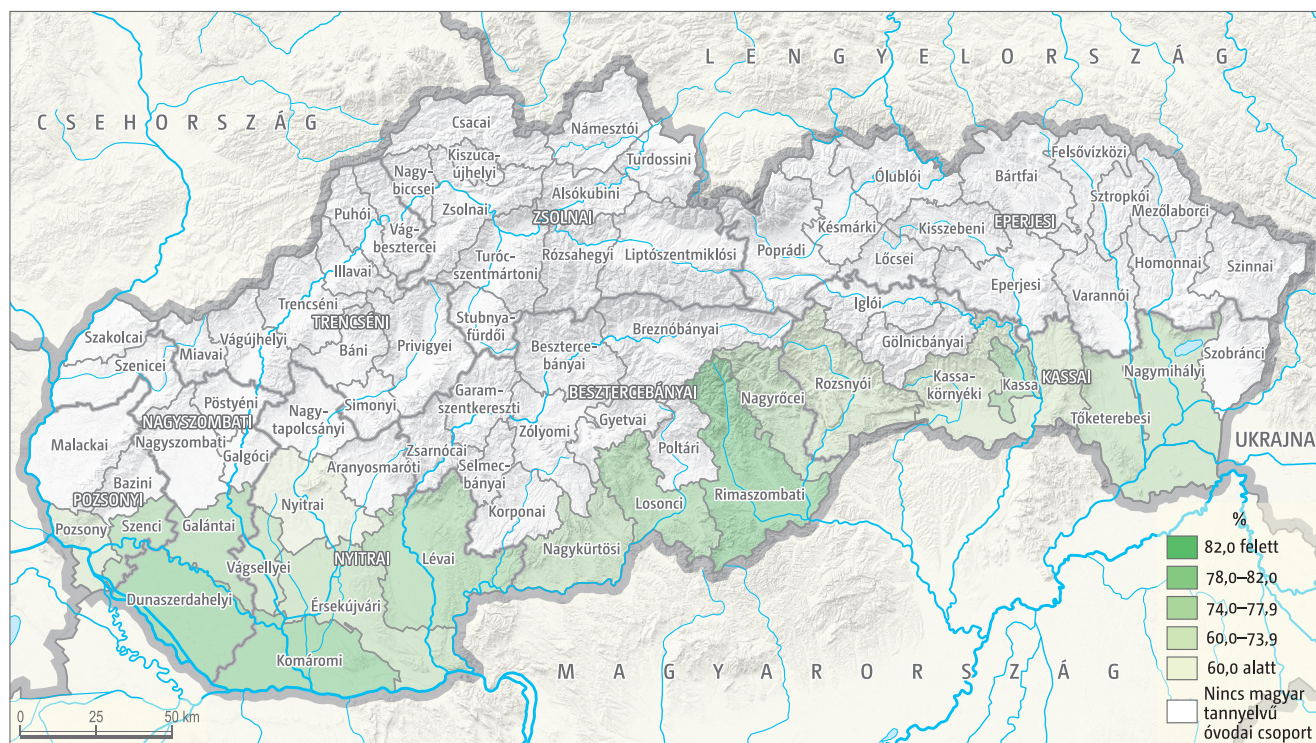 LENGYELORSZÁG
CSEHORSZÁG
Csacai
Námesztói
Kiszuca-
újhelyi
Turdossini
Felsővízközi
Nagy-
biccsei
Ólublói
Bártfai
Alsókubini
Sztropkói
Puhói
Zsolnai
ZSOLNAI
Mezőlaborci
Vág-
besztercei
Késmárki
Kisszebeni
EPERJESI
Turóc-
szentmártoni
Rózsahegyi
Liptószentmiklósi
Poprádi
Lőcsei
Homonnai
Szinnai
Illavai
Trencséni
TRENCSÉNI
Stubnya-
fürdői
Iglói
Eperjesi
Varannói
Szakolcai
Miavai
Vágújhelyi
Báni
Privigyei
Breznóbányai
Gölnicbányai
Szenicei
Beszterce-
bányai
Szobránci
Pöstyéni
Simonyi
Garam-
szentkereszti
BESZTERCEBÁNYAI
Nagyrőcei
Rozsnyói
Kassa-
környéki
Kassa
KASSAI
Nagymihályi
NAGYSZOMBATI
Nagy-
tapolcsányi
Gyetvai
Tőketerebesi
Malackai
Nagyszombati
Galgóci
Zsarnócai
Zólyomi
Poltári
UKRAJNA
Bazini
Aranyosmaróti
Selmec-
bányai
POZSONYI
Nyitrai
Korponai
Losonci
Rimaszombati
Pozsony
Szenci
Galántai
NYITRAI
Lévai
Nagykürtösi
Vágsellyei
Dunaszerdahelyi
Érsekújvári
Komáromi
MAGYARORSZÁG
%
82,0 felett
78,0–82,0
74,0–77,9
60,0–73,9
60,0 alatt
Nincs magyar
tannyelvű
óvodai csoport
0 25 50 km